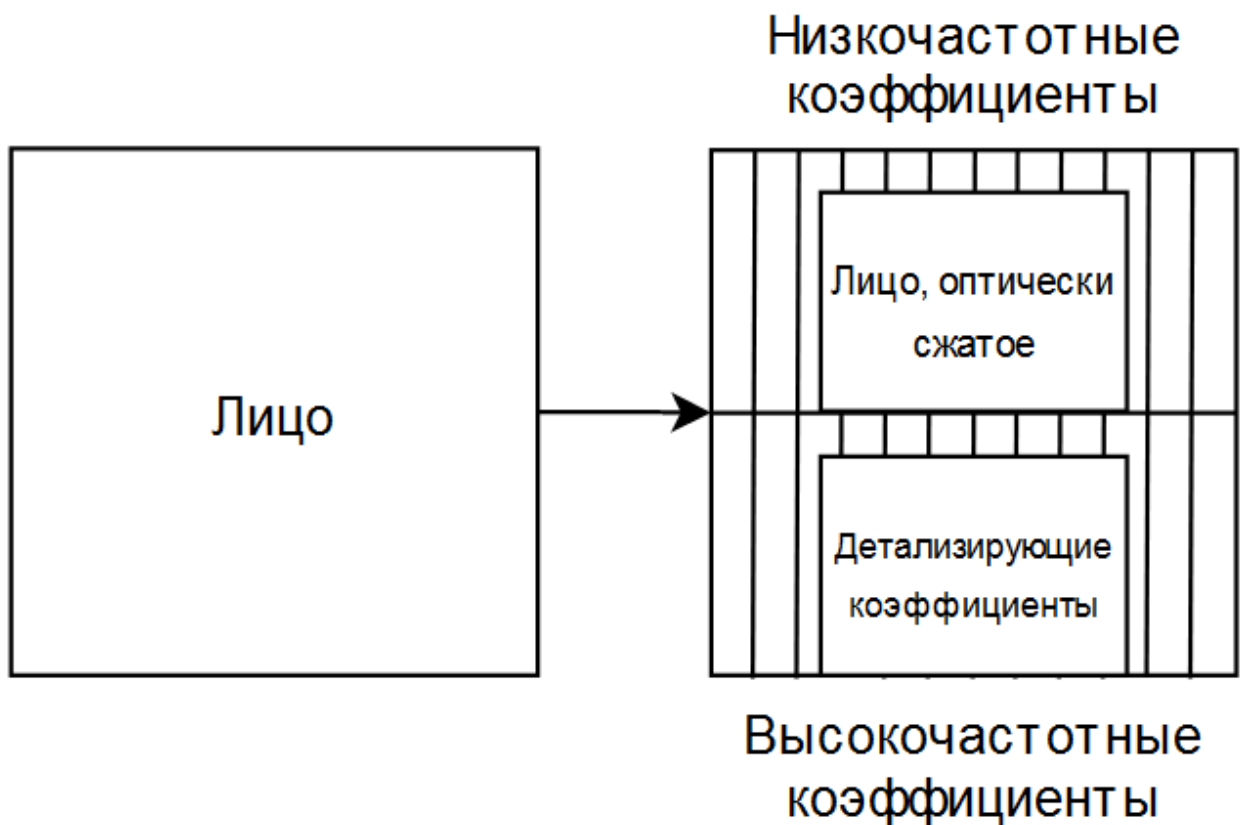 Низкочастотные
коэффициенты
Лицо, оптически
сжатое
Лицо
Детализирующие
коэффициенты
Высокочастотные
коэффициенты